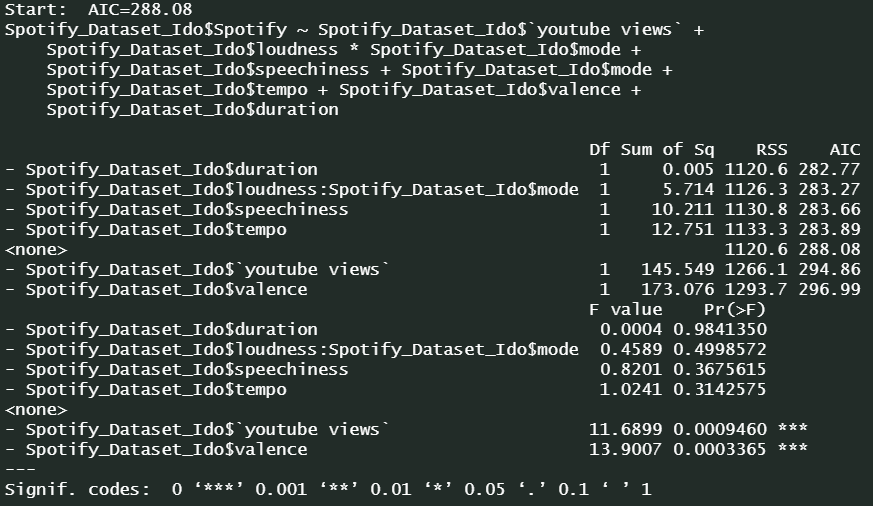 Start:  AIC=288.08
Spotify_Dataset_Ido$Spotify ~ Spotify_Dataset_Ido$`youtube views` +
    Spotify_Dataset_Ido$loudness * Spotify_Dataset_Ido$mode +
    Spotify_Dataset_Ido$speechiness + Spotify_Dataset_Ido$mode +
    Spotify_Dataset_Ido$tempo + Spotify_Dataset_Ido$valence +
    Spotify_Dataset_Ido$duration

                                                         Df Sum of Sq    RSS    AIC
- Spotify_Dataset_Ido$duration                            1     0.005 1120.6 282.77
- Spotify_Dataset_Ido$loudness:Spotify_Dataset_Ido$mode   1     5.714 1126.3 283.27
- Spotify_Dataset_Ido$speechiness                         1    10.211 1130.8 283.66
- Spotify_Dataset_Ido$tempo                               1    12.751 1133.3 283.89
<none>                                                                1120.6 288.08
- Spotify_Dataset_Ido$`youtube views`                     1   145.549 1266.1 294.86
- Spotify_Dataset_Ido$valence                             1   173.076 1293.7 296.99
                                                         F value    Pr(>F)
- Spotify_Dataset_Ido$duration                            0.0004 0.9841350
- Spotify_Dataset_Ido$loudness:Spotify_Dataset_Ido$mode   0.4589 0.4998572
- Spotify_Dataset_Ido$speechiness                         0.8201 0.3675615
- Spotify_Dataset_Ido$tempo                               1.0241 0.3142575
<none>
- Spotify_Dataset_Ido$`youtube views`                    11.6899 0.0009460 ***
- Spotify_Dataset_Ido$valence                            13.9007 0.0003365 ***
---
Signif. codes:  0 ‘***’ 0.001 ‘**’ 0.01 ‘*’ 0.05 ‘.’ 0.1 ‘ ’ 1